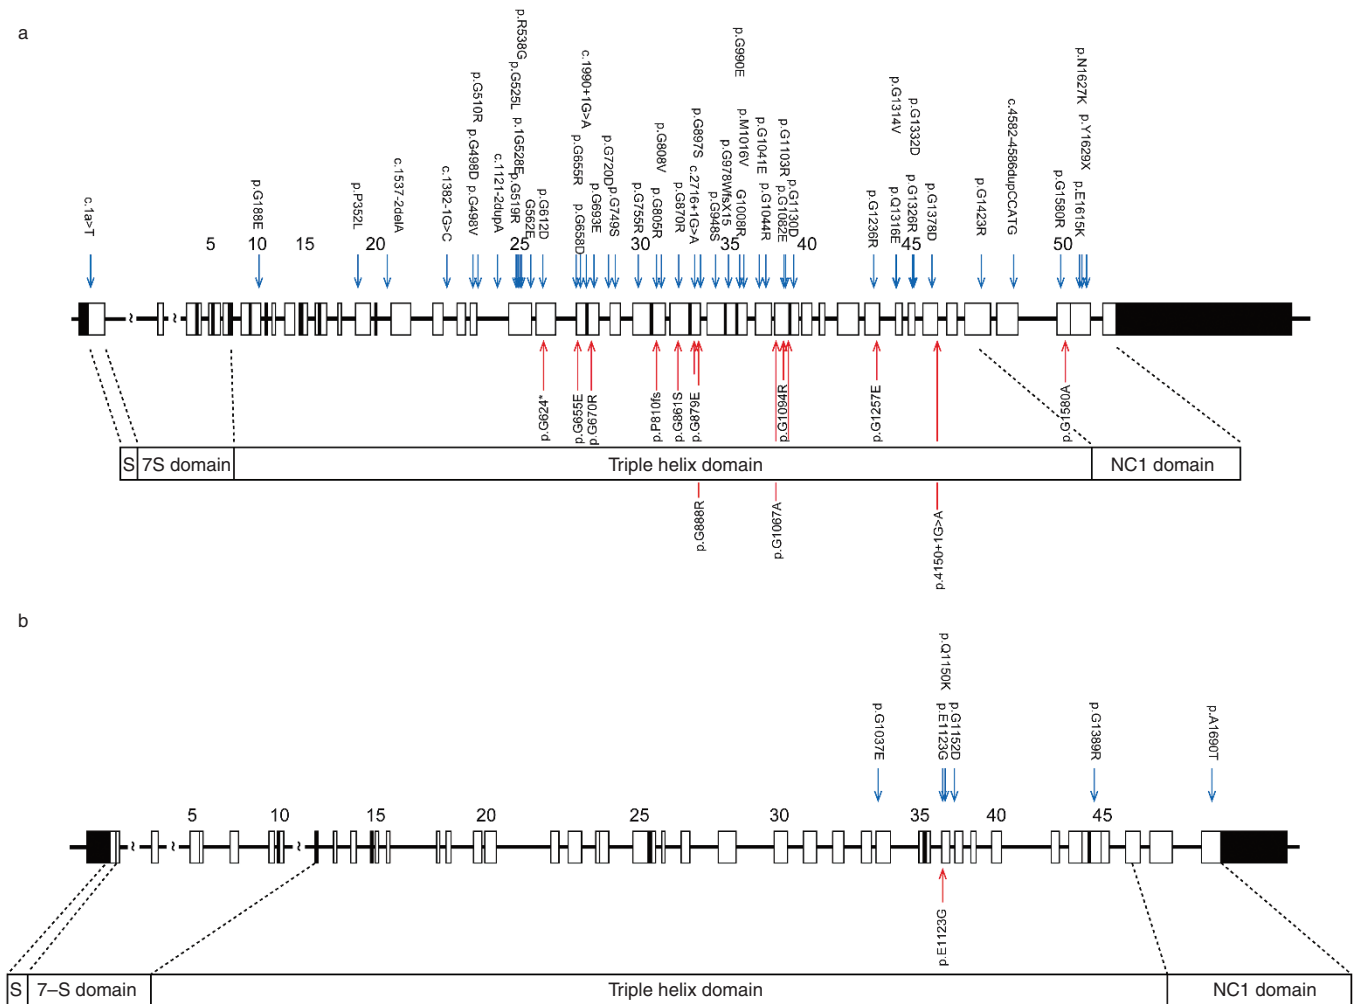 a
c.1a>T
p.G188E
p.P352L
c.1537-2delA
c.1382-1G>C
p.G510R
p.G498D
p.G498V
c.1121-2dupA
p.R538G
p.G525L
p.1G528E
p.G519R
G562E
p.G612D
c.1990+1G>A
p.G655R
p.G658D
p.G693E
p.G720D
p.G749S
p.G755R
p.G808V
p.G805R
p.G870R
p.G897S
c.2716+1G>A
p.G948S
p.G978WfsX15
p.G990E
p.M1016V
G1008R
p.G1041E
p.G1044R
p.G1103R
p.G1082E
p.G1130D
p.G1236R
p.G1314V
p.Q1316E
p.G1332D
p.G1326R
p.G1378D
p.G1423R
c.4582-4586dupCCATG
p.G1580R
p.N1627K
p.E1615K
p.Y1629X
5 10 15 20 25 30 35 40 45 50
p.G624*
p.G655E
p.G670R
p.P810fs
p.G861S
p.G879E
p.G1094R
p.G1257E
p.G1580A
S 7S domain Triple helix domain NC1 domain
p.G888R
p.G1067A
p.4150+1G>A
b
p.G1037E
p.Q1150K
p.E1123G
p.G1152D
p.G1389R
p.A1690T
5 10 15 20 25 30 35 40 45
p.E1123G
S 7–S domain Triple helix domain NC1 domain